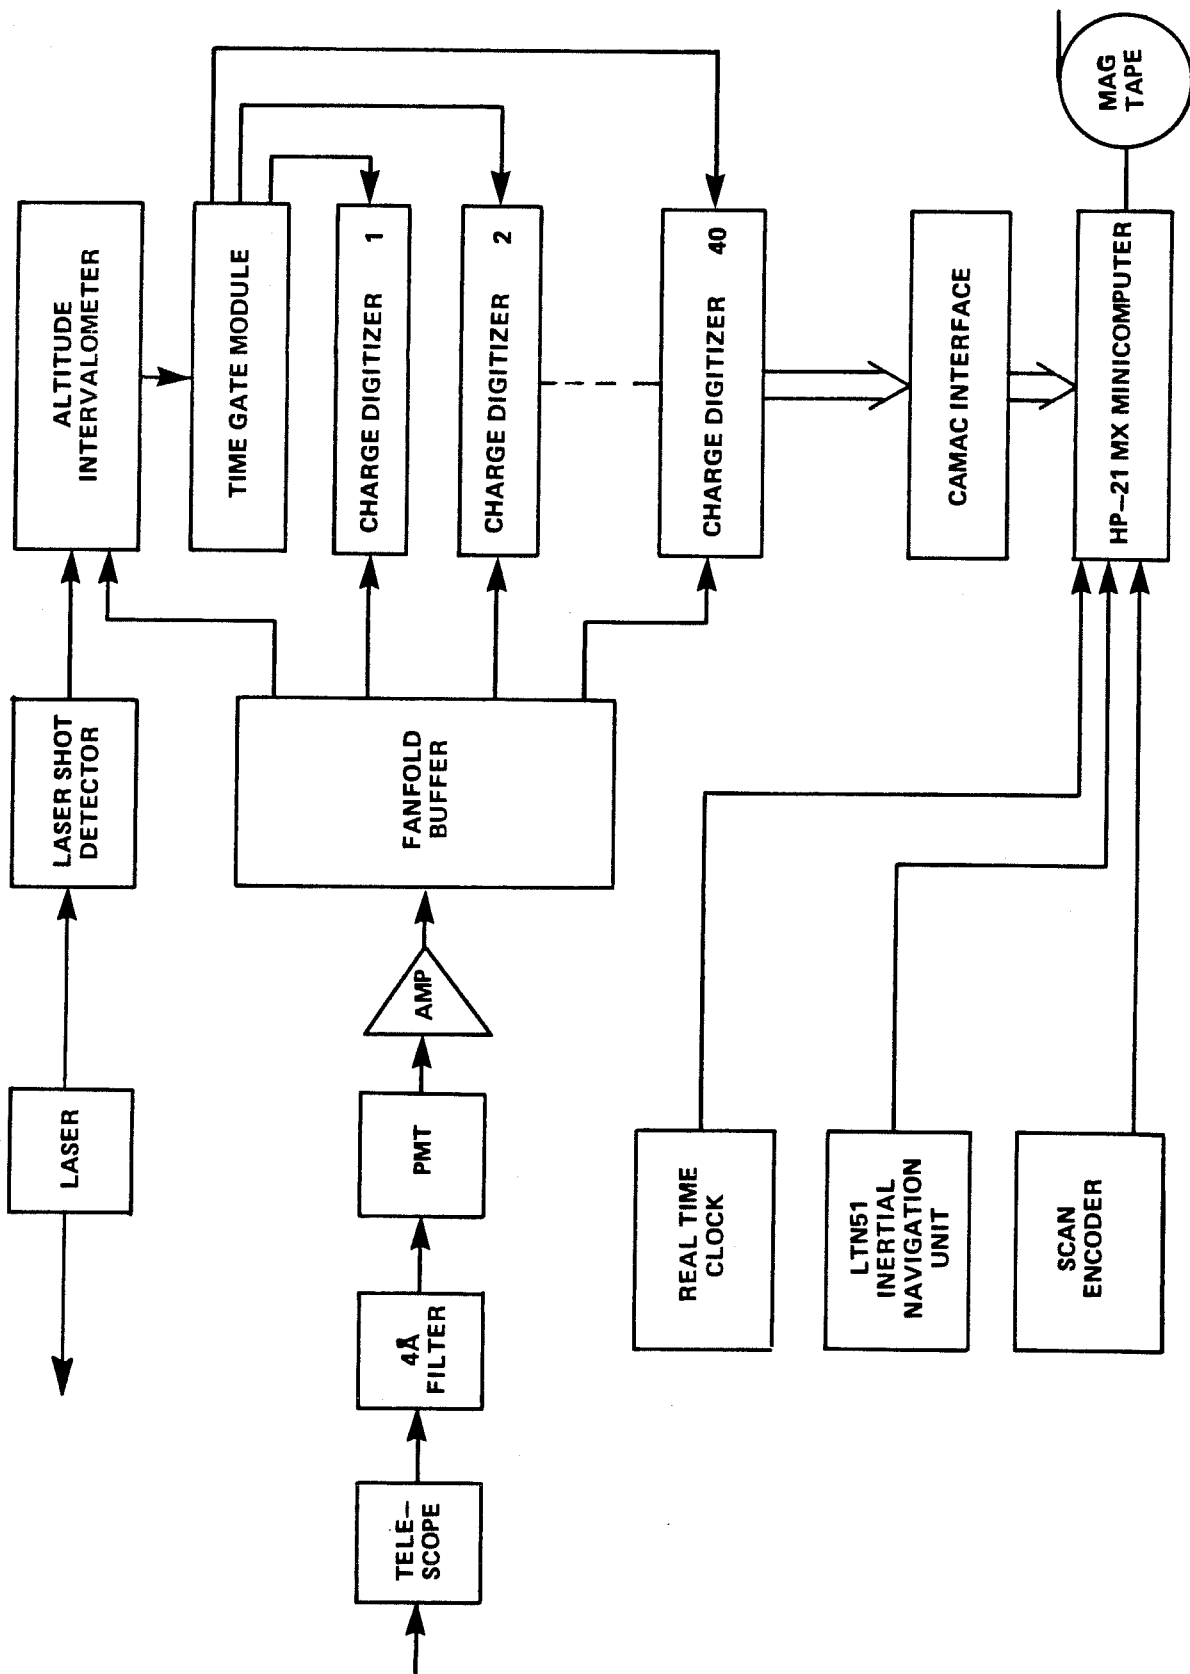 LASER
LASER SHOT
DETECTOR
ALTITUDE
INTERVALOMETER
TIME GATE MODULE
TELE–
SCOPE
4Å
FILTER
PMT
AMP
FANFOLD
BUFFER
CHARGE DIGITIZER 1
CHARGE DIGITIZER 2
CHARGE DIGITIZER 40
REAL TIME
CLOCK
LTN51
INERTIAL
NAVIGATION
UNIT
SCAN
ENCODER
CAMAC INTERFACE
HP–21 MX MINICOMPUTER
MAG
TAPE